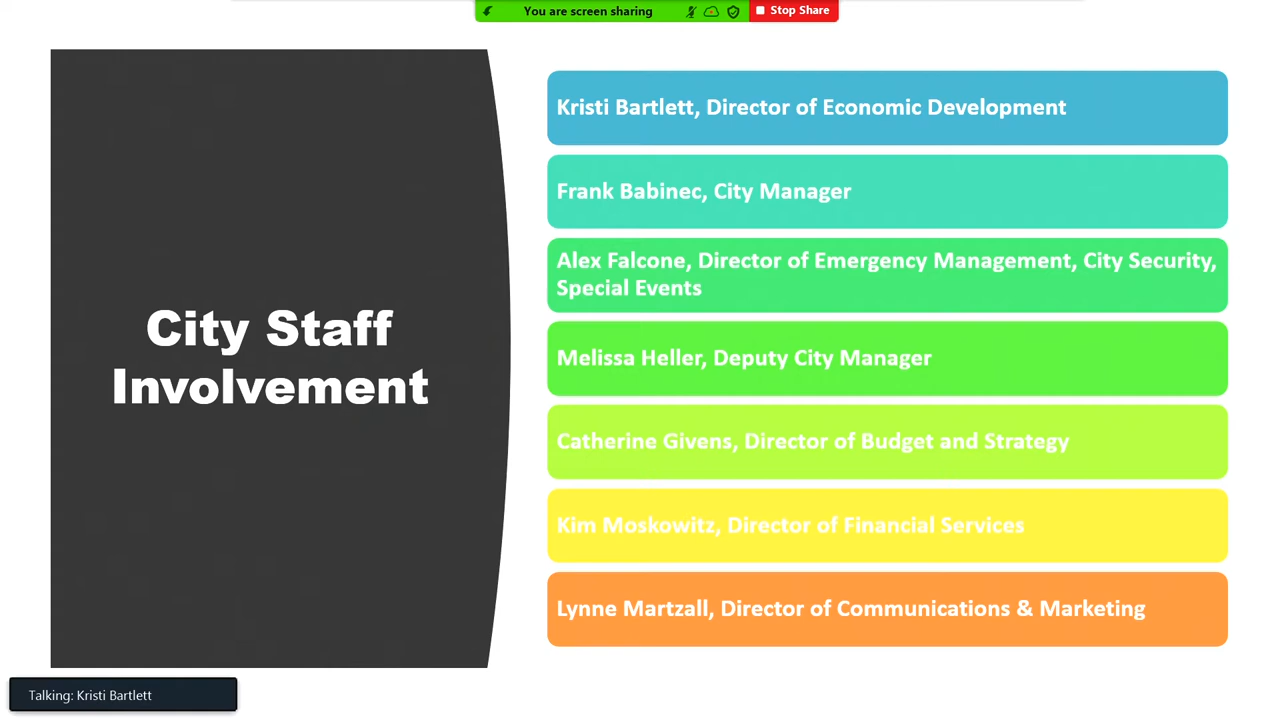 You are screen sharing
Stop Share
City Staff
Involvement
Kristi Bartlett, Director of Economic Development
Frank Babinec, City Manager
Alex Falcone, Director of Emergency Management, City Security,
Special Events
Melissa Heller, Deputy City Manager
Catherine Givens, Director of Budget and Strategy
Kim Moskowitz, Director of Financial Services
Lynne Martzall, Director of Communications & Marketing
Talking: Kristi Bartlett